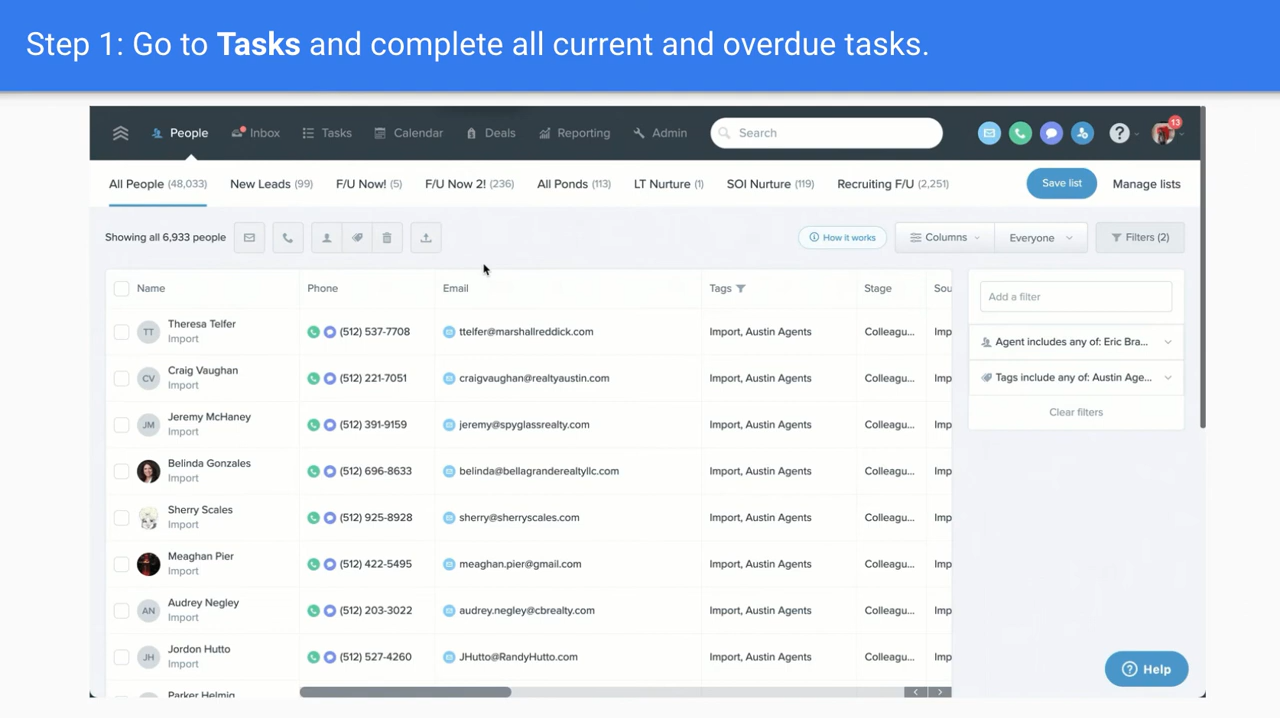 Step 1: Go to Tasks and complete all current and overdue tasks.
People Inbox Tasks Calendar Deals Reporting Admin Search ? 13
All People (48,033) New Leads (99) F/U Now! (5) F/U Now 2! (236) All Ponds (113) LT Nurture (1) SOI Nurture (119) Recruiting F/U (2,251) Save list Manage lists
Showing all 6,933 people How it works Columns Everyone Filters (2)
Name Phone Email Tags Stage Sou
Add a filter
TT Theresa Telfer Import (512) 537-7708 ttelfer@marshallreddick.com Import, Austin Agents Colleagu... Imp
Agent includes any of: Eric Bra...
CV Craig Vaughan Import (512) 221-7051 craigvaughan@realtyaustin.com Import, Austin Agents Colleagu... Imp
Tags include any of: Austin Age...
Clear filters
JM Jeremy McHaney Import (512) 391-9159 jeremy@spyglassrealty.com Import, Austin Agents Colleagu... Imp
Belinda Gonzales Import (512) 696-8633 belinda@bellagranderealtyllc.com Import, Austin Agents Colleagu... Imp
Sherry Scales Import (512) 925-8928 sherry@sherryscales.com Import, Austin Agents Colleagu... Imp
Meaghan Pier Import (512) 422-5495 meaghan.pier@gmail.com Import, Austin Agents Colleagu... Imp
AN Audrey Negley Import (512) 203-3022 audrey.negley@cbrealty.com Import, Austin Agents Colleagu... Imp
JH Jordon Hutto Import (512) 527-4260 JHutto@RandyHutto.com Import, Austin Agents Colleagu... Imp
Parker Helmig
? Help